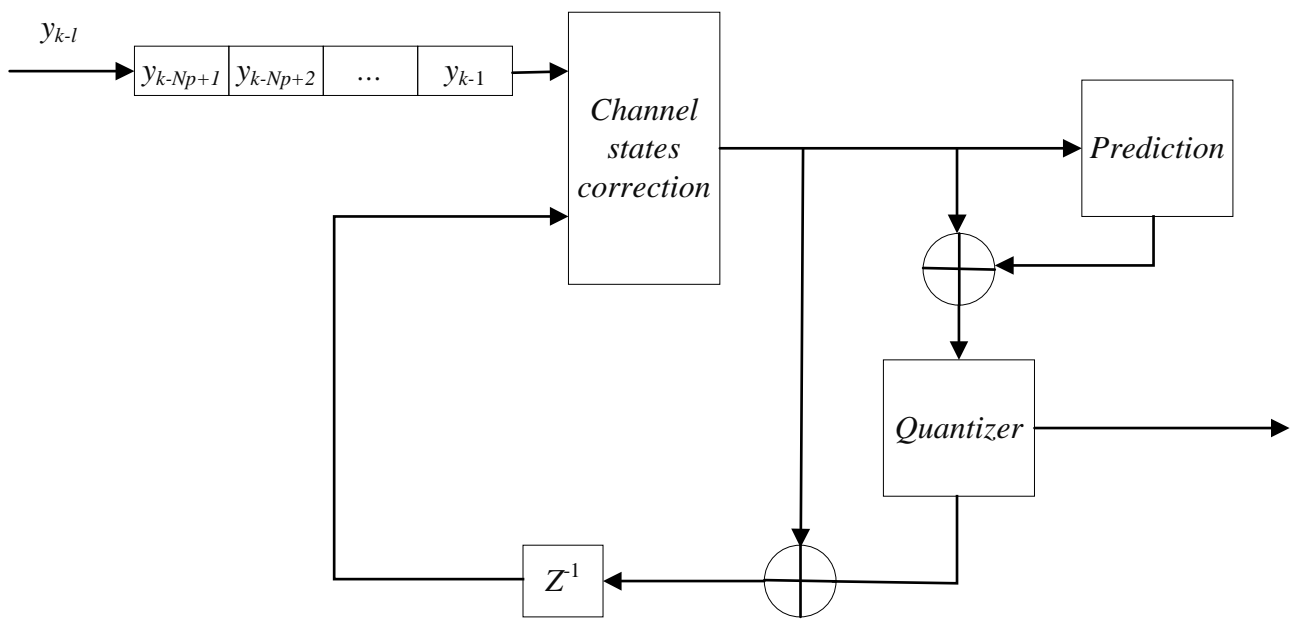 y_{k-l}
y_{k-Np+1} y_{k-Np+2} ... y_{k-1}
Channel
states
correction
Prediction
Quantizer
Z^{-1}